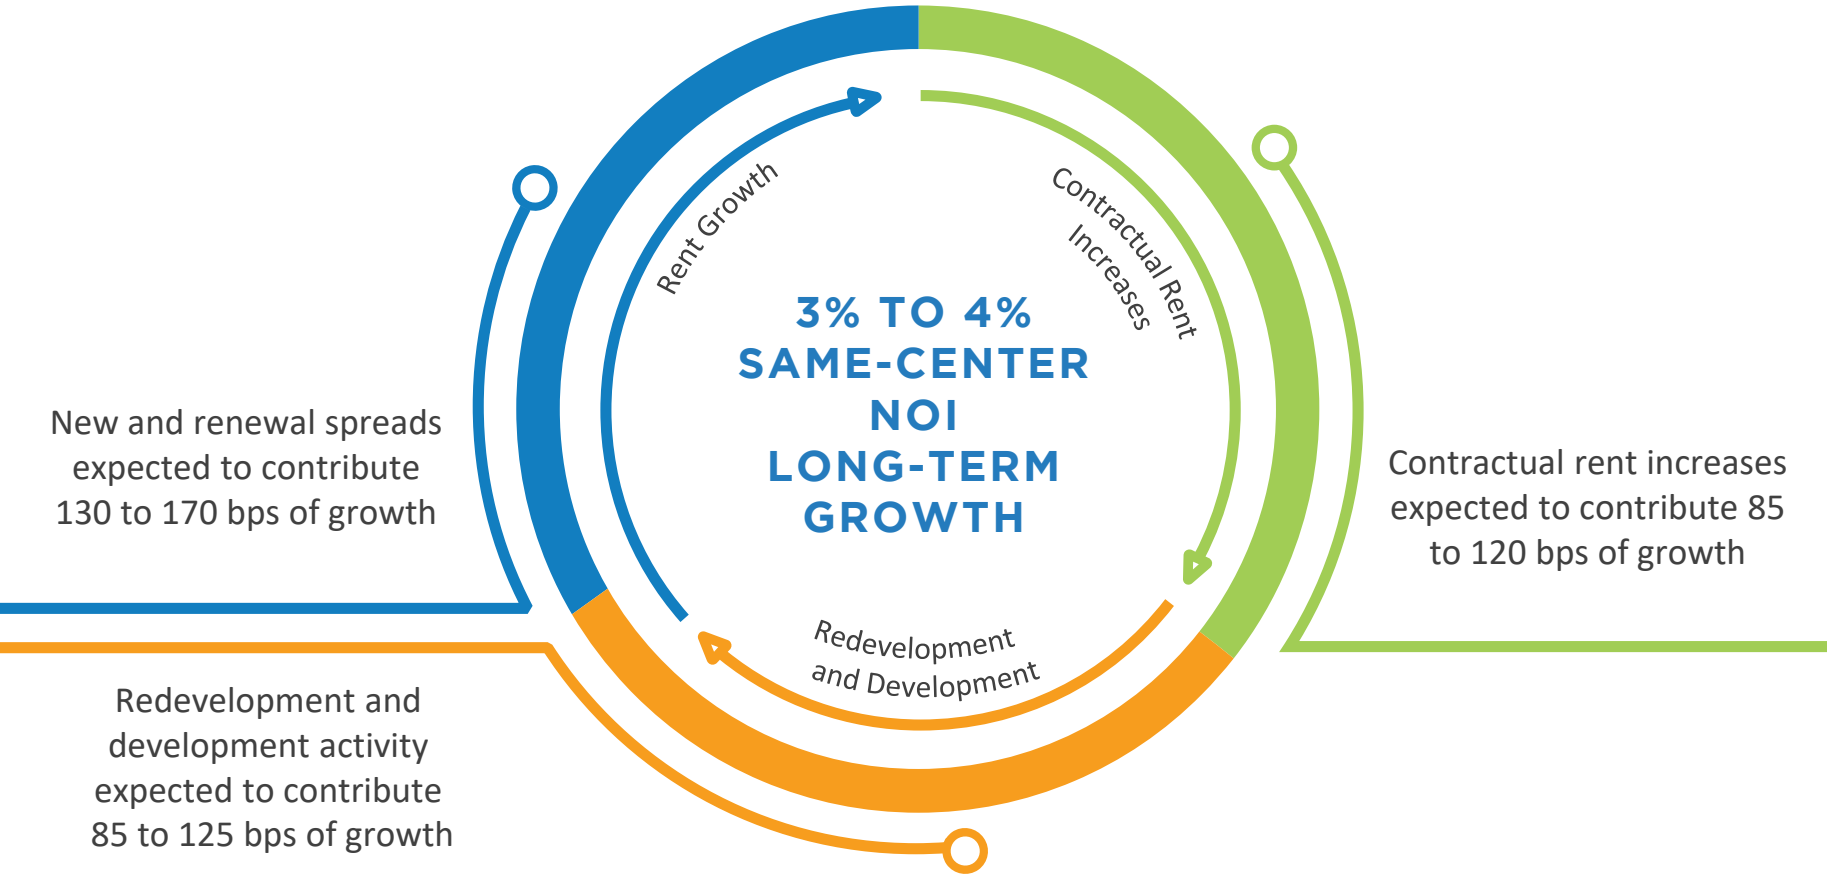 Rent Growth
Contractual Rent
Increases
3% TO 4%
SAME-CENTER
NOI
LONG-TERM
GROWTH
Redevelopment
and Development
New and renewal spreads
expected to contribute
130 to 170 bps of growth
Contractual rent increases
expected to contribute 85
to 120 bps of growth
Redevelopment and
development activity
expected to contribute
85 to 125 bps of growth